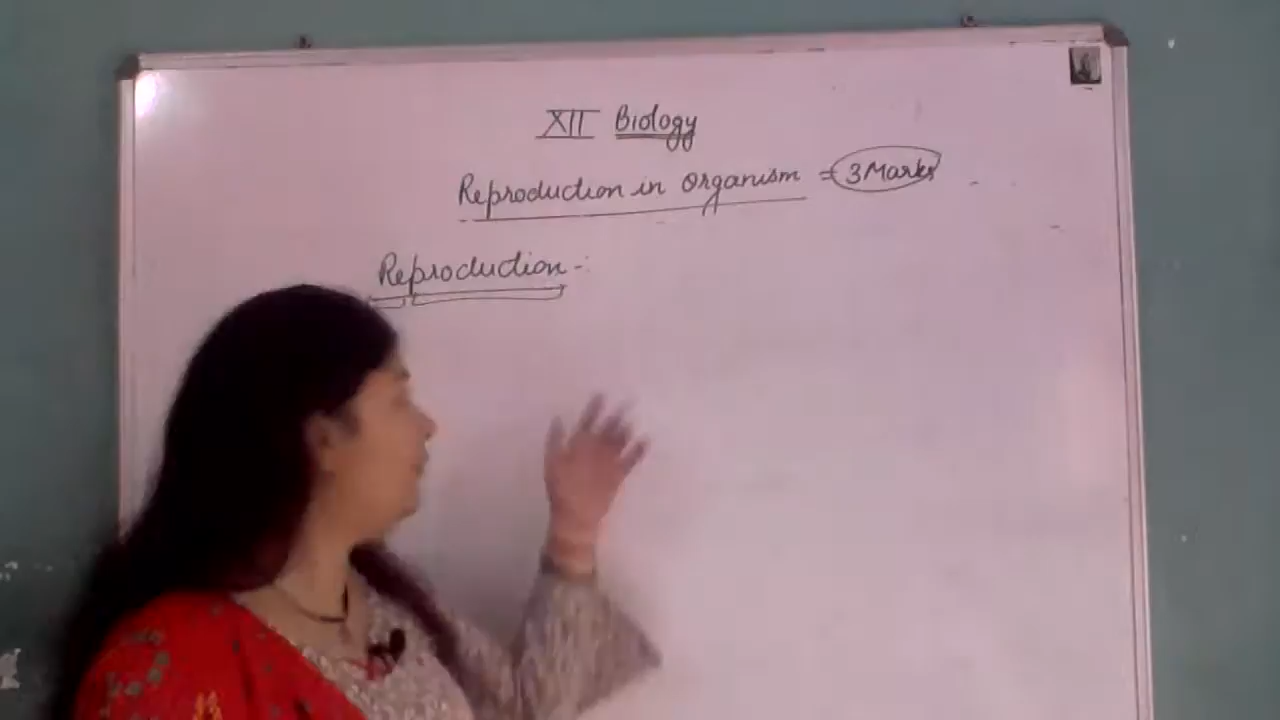 XII Biology
Reproduction in Organism = 3 Marks
Reproduction -: